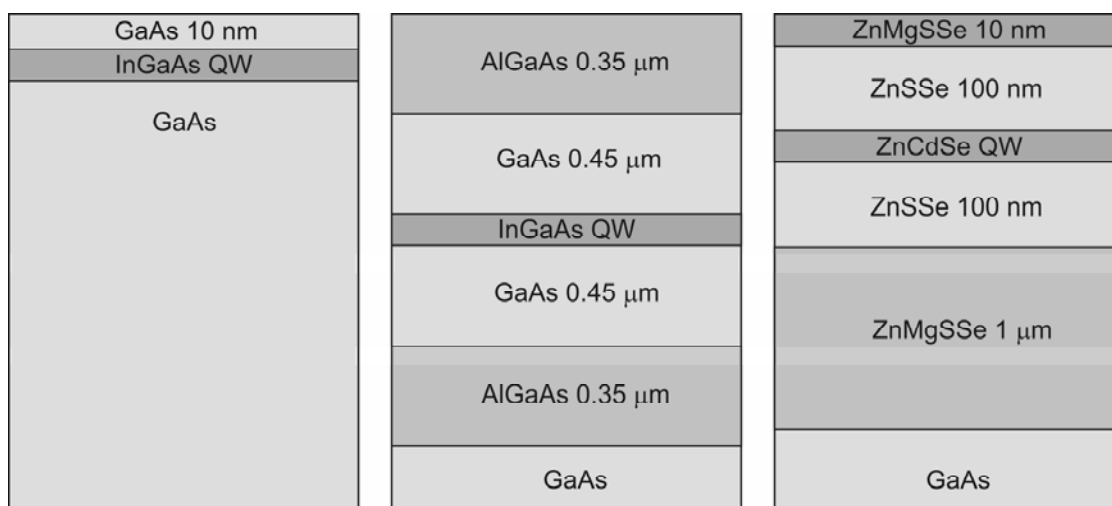 GaAs 10 nm
InGaAs QW
GaAs
AlGaAs 0.35 μm
GaAs 0.45 μm
InGaAs QW
GaAs 0.45 μm
AlGaAs 0.35 μm
GaAs
ZnMgSSe 10 nm
ZnSSe 100 nm
ZnCdSe QW
ZnSSe 100 nm
ZnMgSSe 1 μm
GaAs